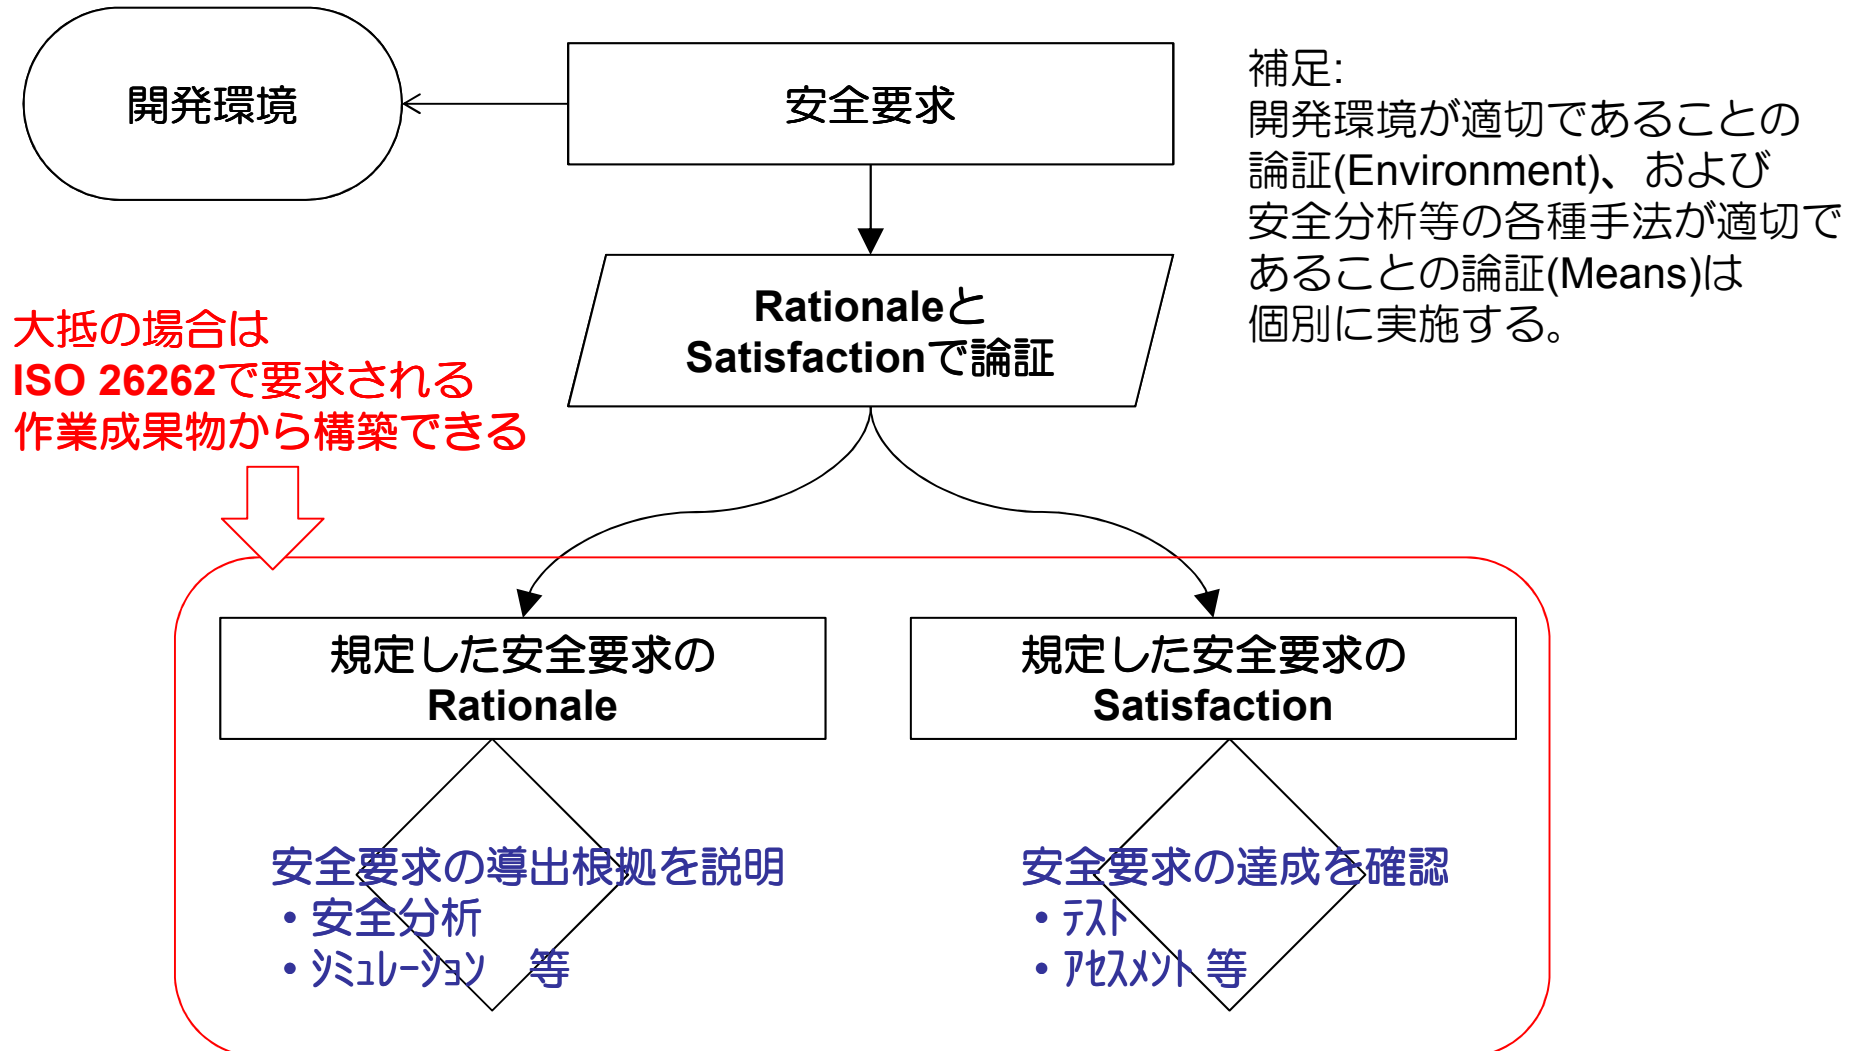 開発環境
安全要求
補足:
開発環境が適切であることの
論証(Environment)、および
安全分析等の各種手法が適切で
あることの論証(Means)は
個別に実施する。
Rationaleと
Satisfactionで論証
大抵の場合は
ISO 26262で要求される
作業成果物から構築できる
規定した安全要求の
Rationale
規定した安全要求の
Satisfaction
安全要求の導出根拠を説明
・安全分析
・ｼﾐｭﾚｰｼｮﾝ　等
安全要求の達成を確認
・ﾃｽﾄ
・ｱｾｽﾒﾝﾄ 等